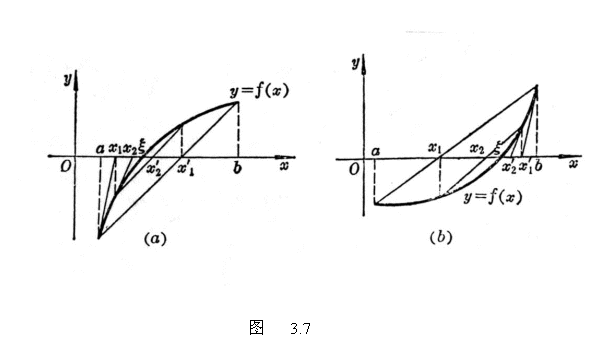 y
y=f(x)
a x₁ x₂ ξ
O x₂′ x₁′ b x
(a)
y
a x₁ x₂ ξ
O x₂′ x₁′ b x
y=f(x)
(b)
图 3.7